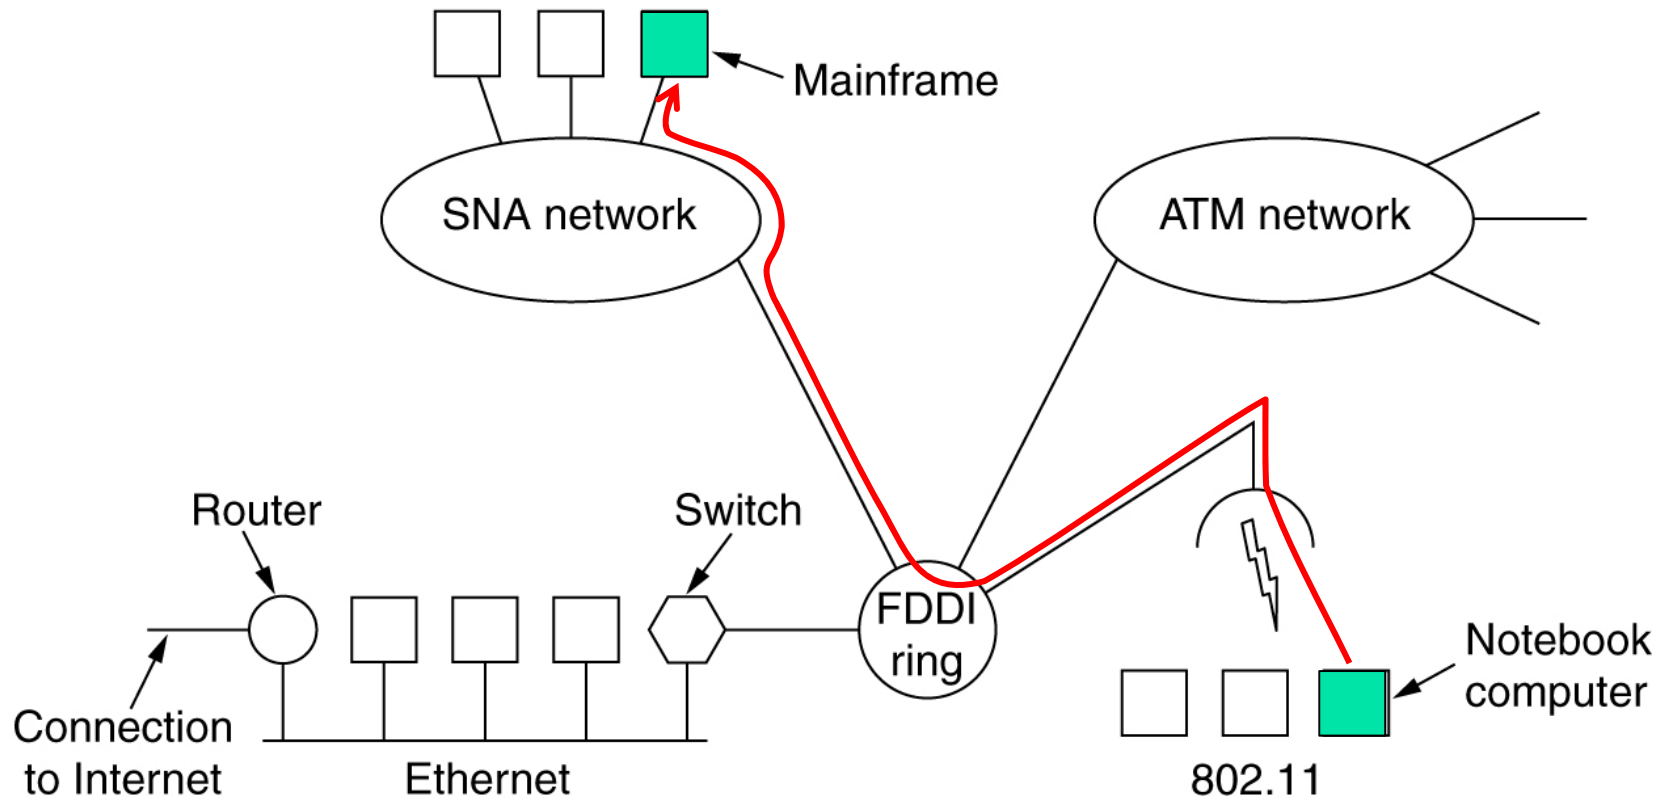 Mainframe
SNA network
ATM network
Router
Switch
FDDI
ring
Notebook
computer
Connection
to Internet
Ethernet
802.11